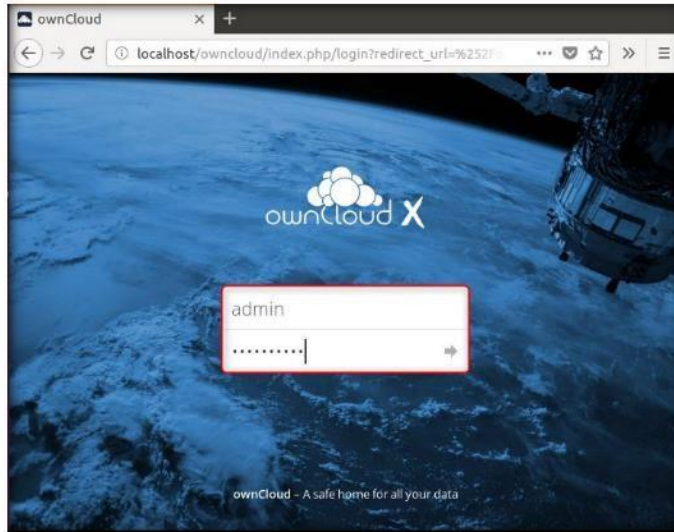 ownCloud
localhost/owncloud/index.php/login?redirect_url=%252F
ownCloud X
admin
ownCloud – A safe home for all your data